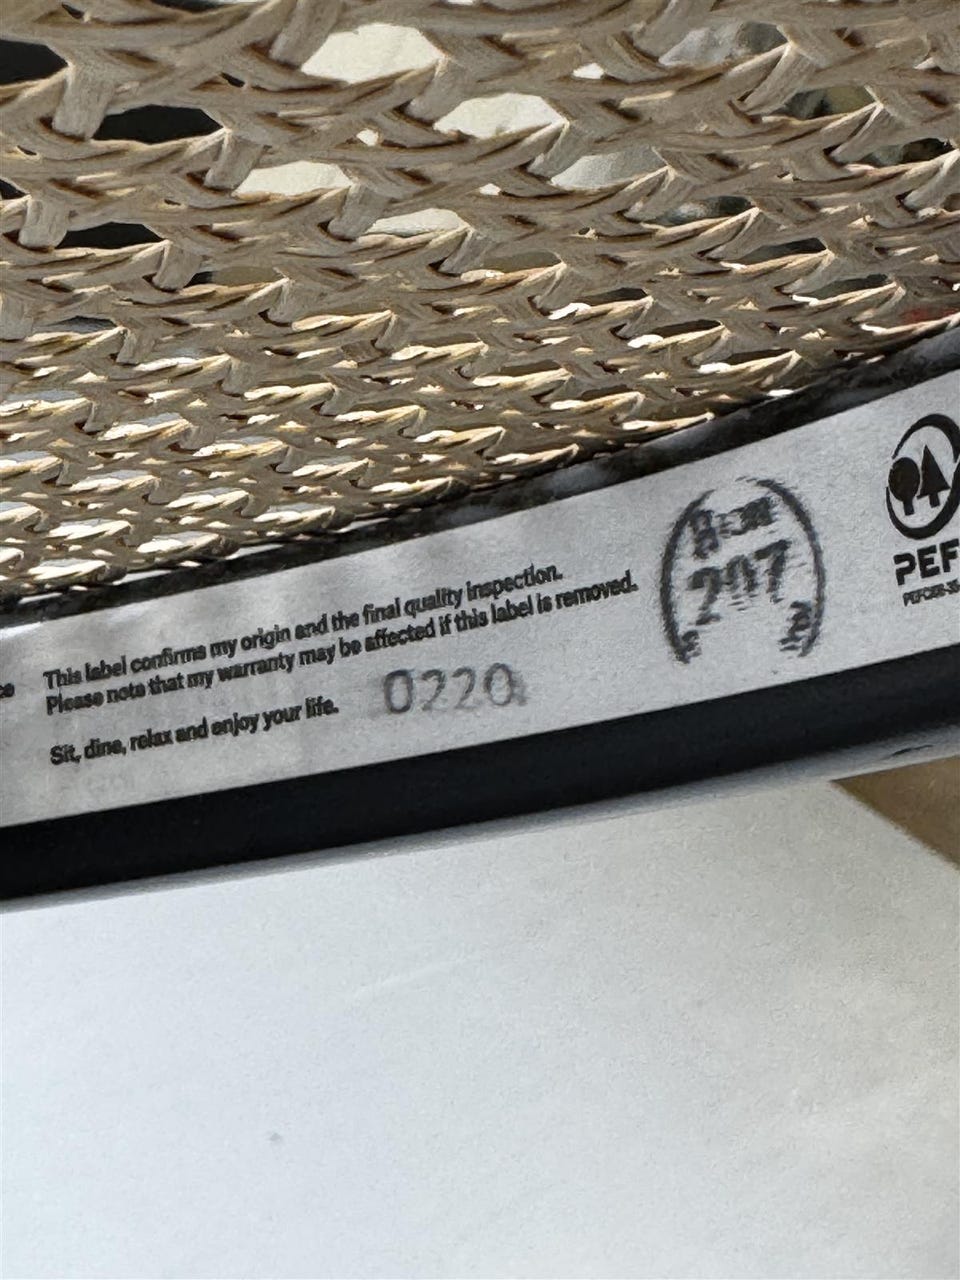 This label confirms my origin and the final quality inspection.
Please note that my warranty may be affected if this label is removed.
Sit, dine, relax and enjoy your life.
0220
207
PEF